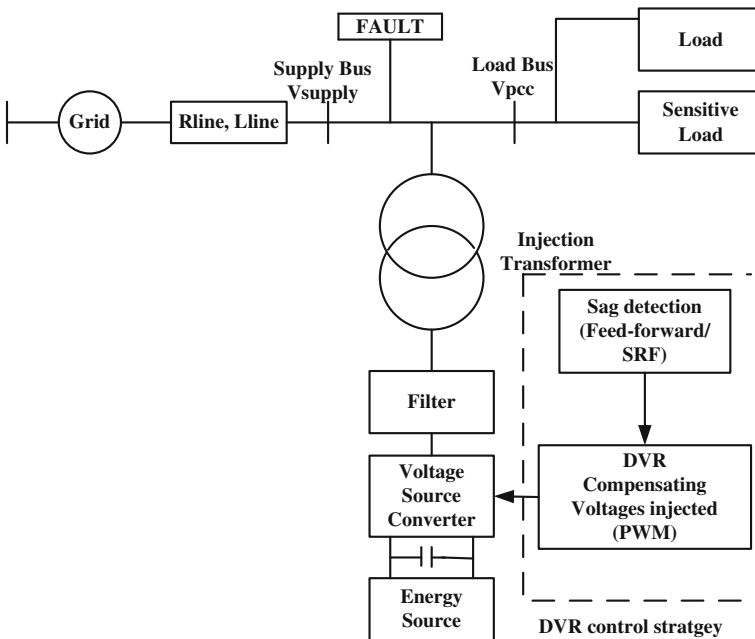 FAULT
Supply Bus
Vsupply
Load Bus
Vpcc
Load
Grid
Rline, Lline
Sensitive
Load
Injection
Transformer
Sag detection
(Feed-forward/
SRF)
Filter
Voltage
Source
Converter
DVR
Compensating
Voltages injected
(PWM)
Energy
Source
DVR control stratgey